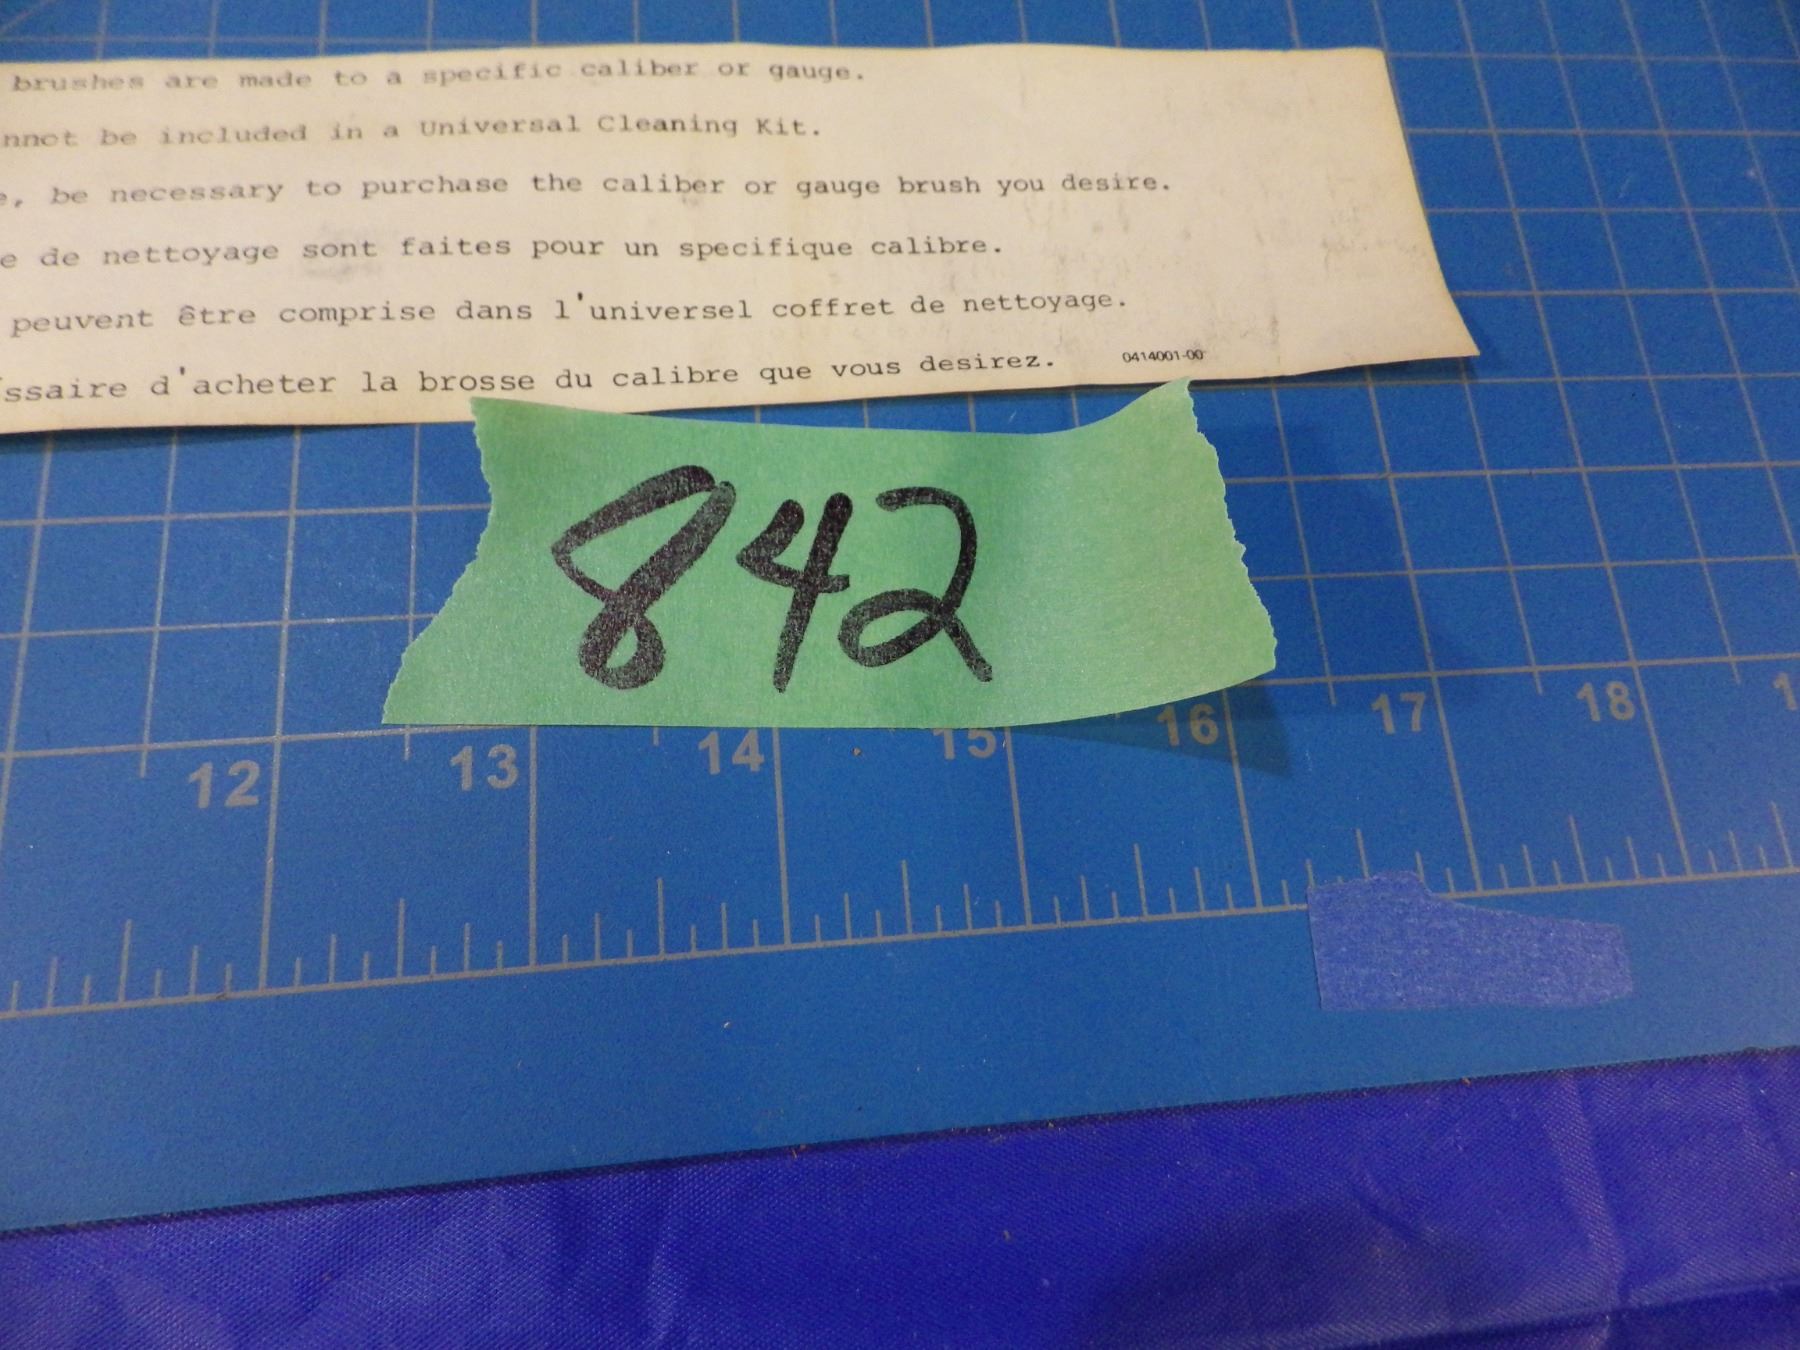 brushes are made to a specific caliber or gauge.
nnot be included in a Universal Cleaning Kit.
e, be necessary to purchase the caliber or gauge brush you desire.
e de nettoyage sont faites pour un specifique calibre.
peuvent être comprise dans l'universel coffret de nettoyage.
ssaire d'acheter la brosse du calibre que vous desirez.
0414001-00
842
12 13 14 15 16 17 18